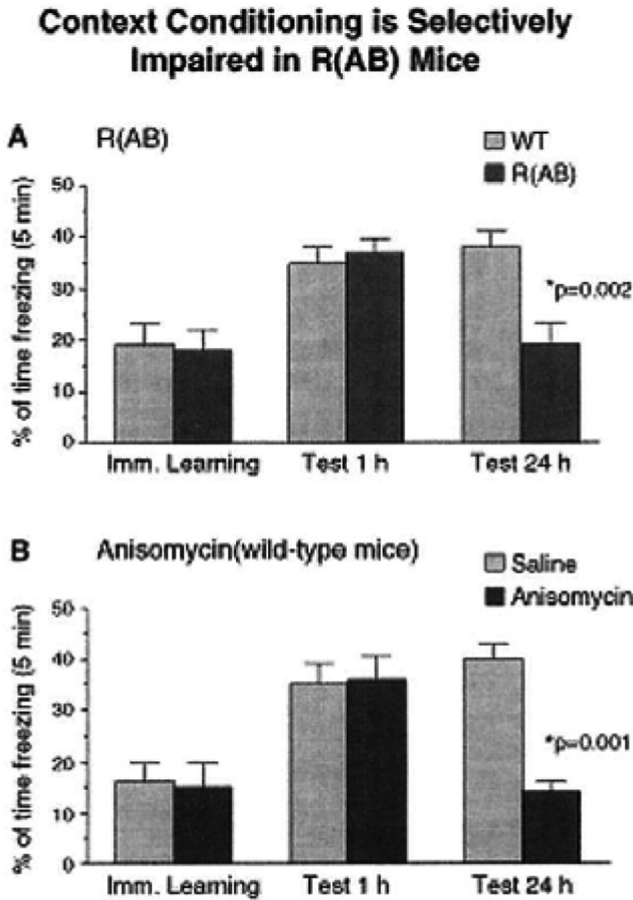 Context Conditioning is Selectively
Impaired in R(AB) Mice
A R(AB)
WT
R(AB)
% of time freezing (5 min)
50
40
30
20
10
0
*p=0.002
Imm. Learning Test 1 h Test 24 h
B Anisomycin(wild-type mice)
Saline
Anisomycin
% of time freezing (5 min)
50
40
20
10
0
*p=0.001
Imm. Learning Test 1 h Test 24 h